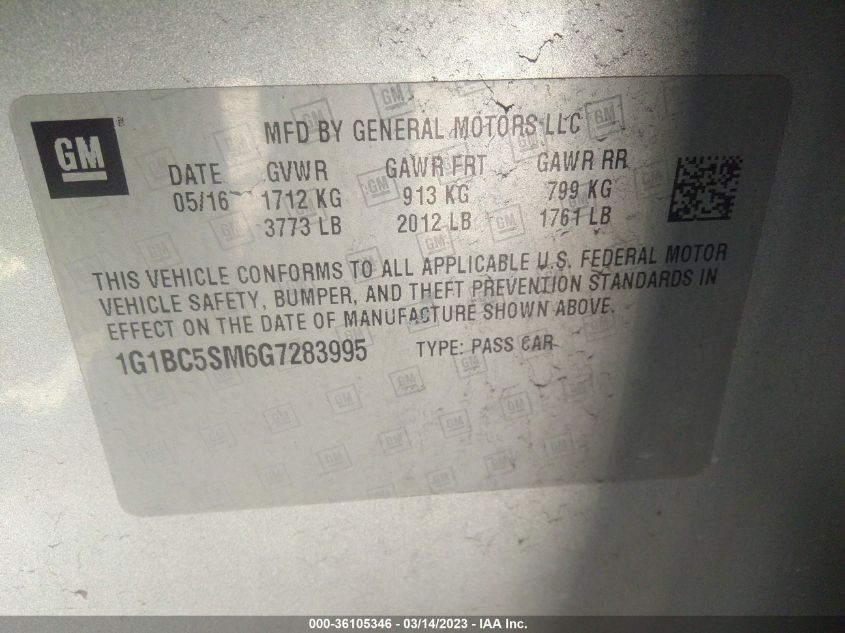 GM
MFD BY GENERAL MOTORS LLC
DATE GVWR GAWR FRT GAWR RR
05/16 1712 KG 913 KG 799 KG
3773 LB 2012 LB 1761 LB
THIS VEHICLE CONFORMS TO ALL APPLICABLE U.S. FEDERAL MOTOR
VEHICLE SAFETY, BUMPER, AND THEFT PREVENTION STANDARDS IN
EFFECT ON THE DATE OF MANUFACTURE SHOWN ABOVE.
1G1BC5SM6G7283995 TYPE: PASS CAR
000-36105346 - 03/14/2023 - IAA Inc.